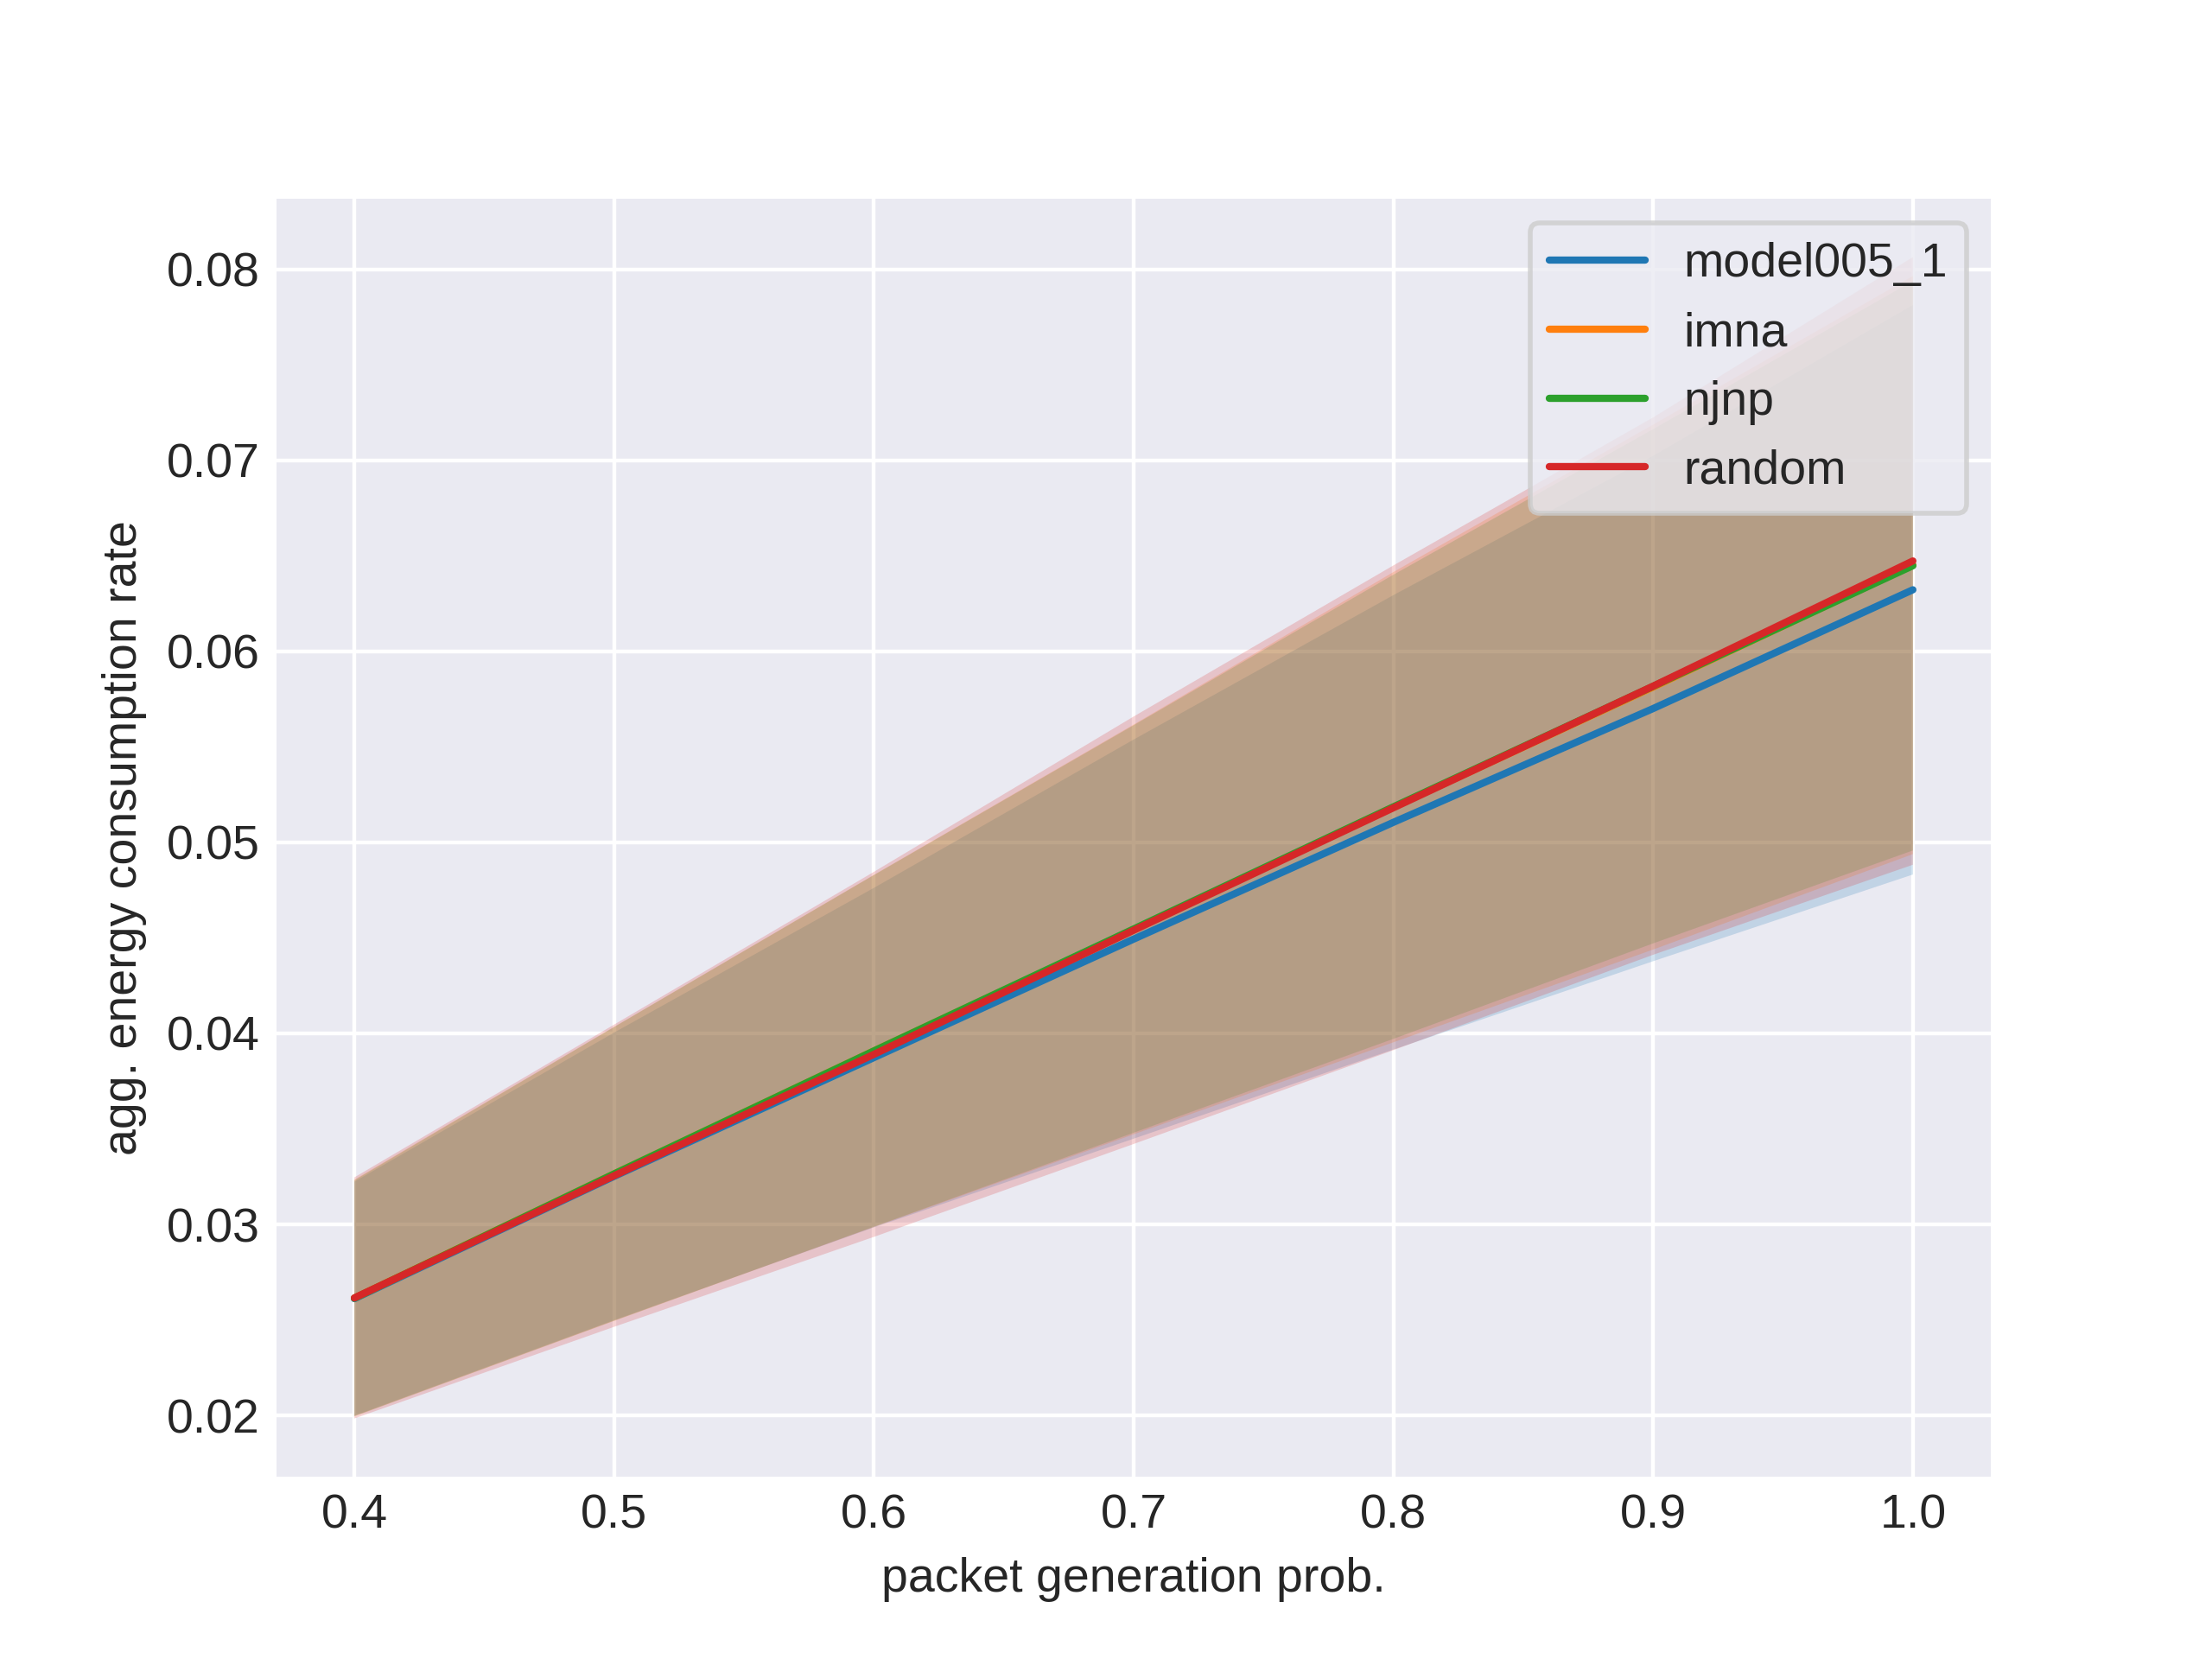 model005_1
imna
njnp
random
0.08
0.07
0.06
0.05
0.04
0.03
0.02
agg. energy consumption rate
0.4 0.5 0.6 0.7 0.8 0.9 1.0
packet generation prob.